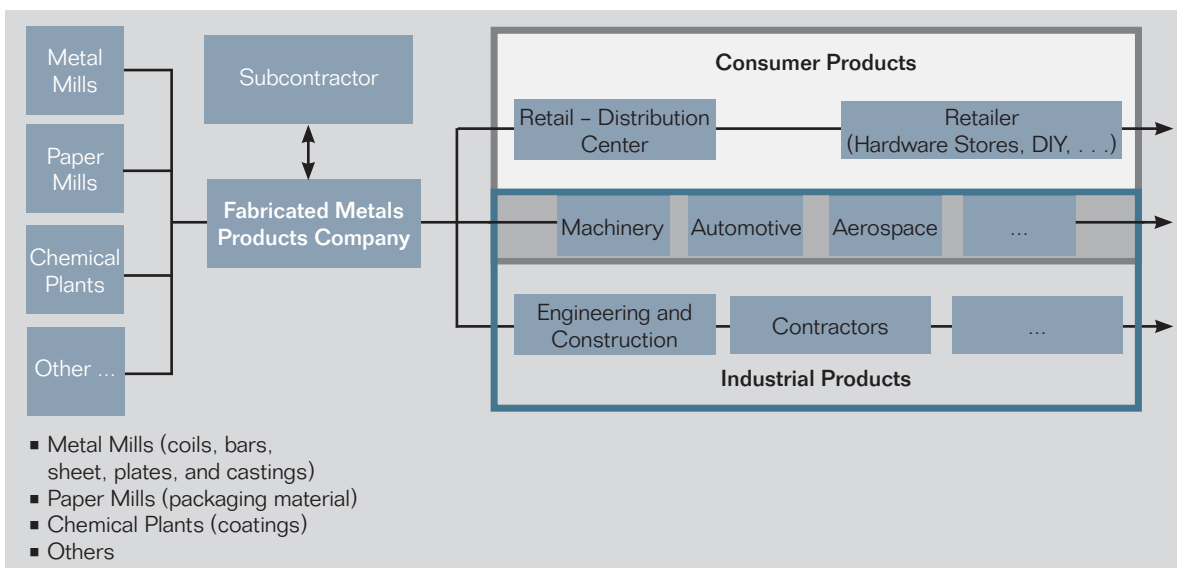 Metal
Mills
Paper
Mills
Chemical
Plants
Other ...
Subcontractor
Fabricated Metals
Products Company
Consumer Products
Retail – Distribution
Center
Retailer
(Hardware Stores, DIY, . . .)
Machinery
Automotive
Aerospace
...
Engineering and
Construction
Contractors
...
Industrial Products
▪ Metal Mills (coils, bars,
sheet, plates, and castings)
▪ Paper Mills (packaging material)
▪ Chemical Plants (coatings)
▪ Others